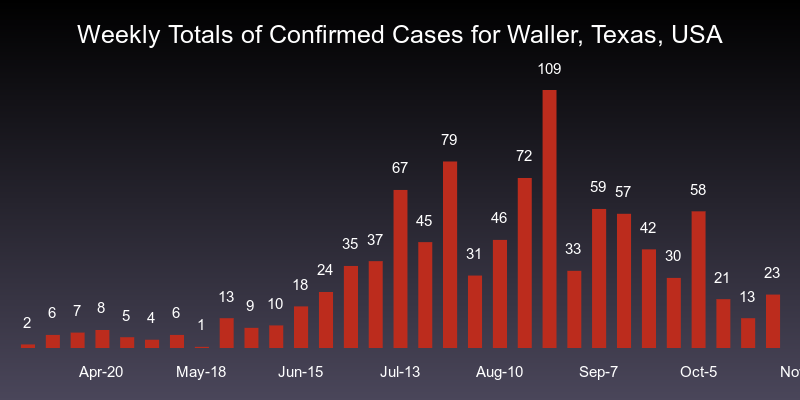 Weekly Totals of Confirmed Cases for Waller, Texas, USA
2 6 7 8 5 4 6 1 13 9 10 18 24 35 37 67 45 79 31 46 72 109 33 59 57 42 30 58 21 13 23
Apr-20 May-18 Jun-15 Jul-13 Aug-10 Sep-7 Oct-5 No